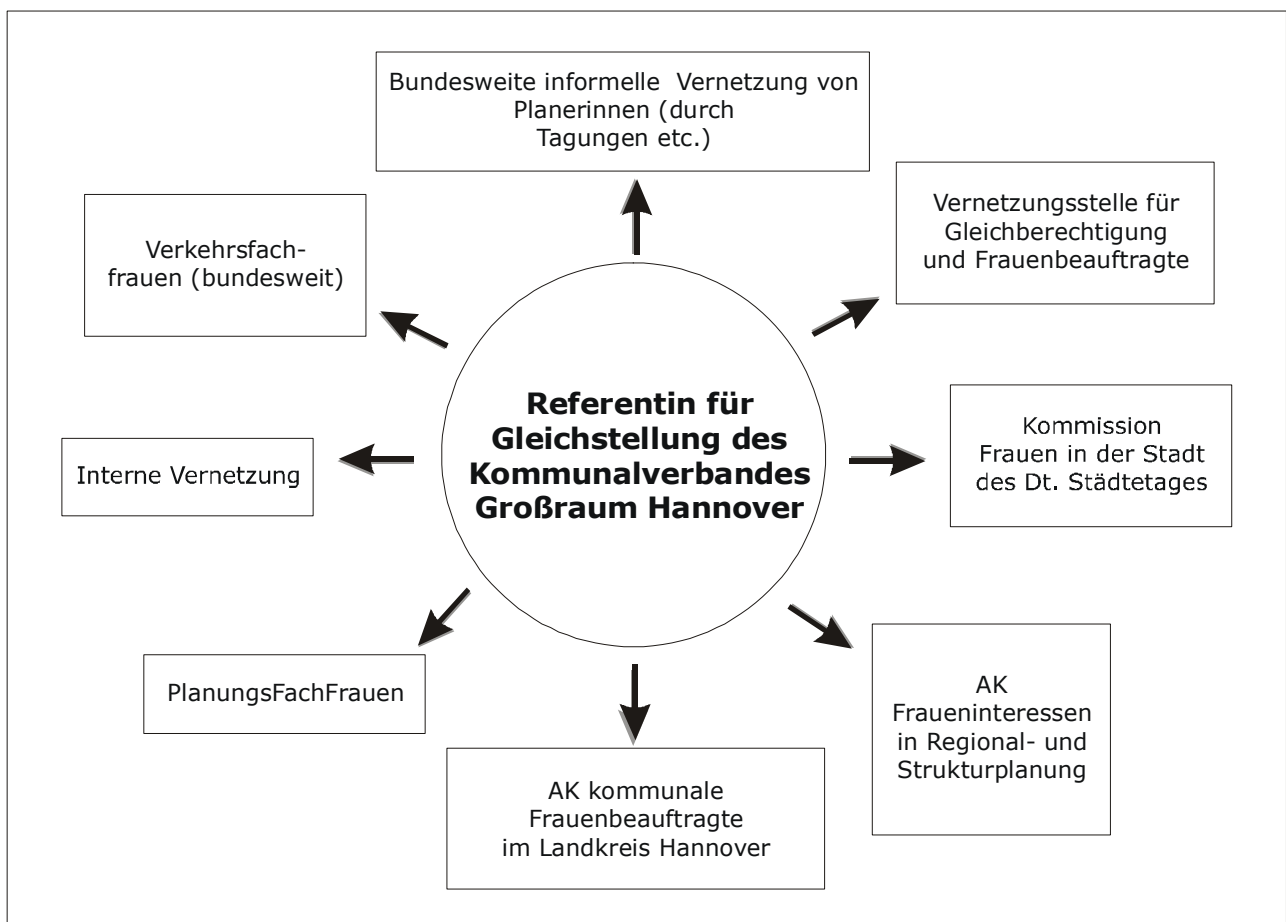 Bundesweite informelle Vernetzung von
Planerinnen (durch
Tagungen etc.)
Vernetzungsstelle für
Gleichberechtigung
und Frauenbeauftragte
Verkehrsfach-
frauen (bundesweit)
Referentin für
Gleichstellung des
Kommunalverbandes
Großraum Hannover
Kommission
Frauen in der Stadt
des Dt. Städtetages
Interne Vernetzung
PlanungsFachFrauen
AK
Fraueninteressen
in Regional- und
Strukturplanung
AK kommunale
Frauenbeauftragte
im Landkreis Hannover